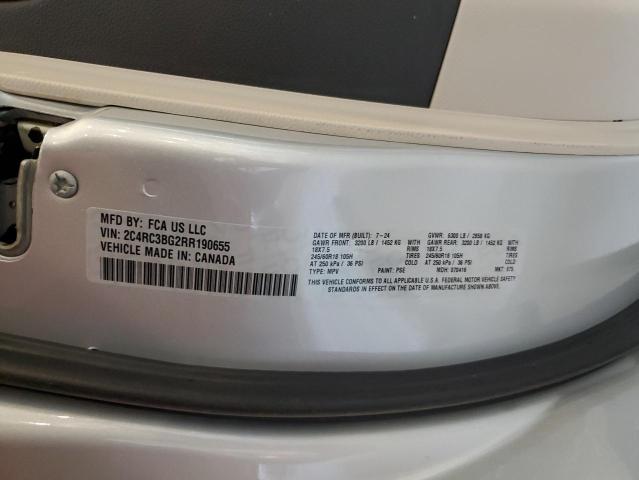 MFD BY: FCA US LLC
VIN: 2C4RC3BG2RR190655
VEHICLE MADE IN: CANADA
DATE OF MFR (BUILT): 7-24 GVWR: 6300 LB / 2858 KG
GAWR FRONT: 3200 LB / 1452 KG WITH GAWR REAR: 3200 LB / 1452 KG WITH
18X7.5 RIMS 18X7.5 RIMS
245/60R18 105H TIRES 245/60R18 105H TIRES
AT 250 kPa / 36 PSI COLD AT 250 kPa / 36 PSI COLD
TYPE: MPV PAINT: PSE MDH: 070416 MKT: 575
THIS VEHICLE CONFORMS TO ALL APPLICABLE U.S.A. FEDERAL MOTOR VEHICLE SAFETY
STANDARDS IN EFFECT ON THE DATE OF MANUFACTURE SHOWN ABOVE.